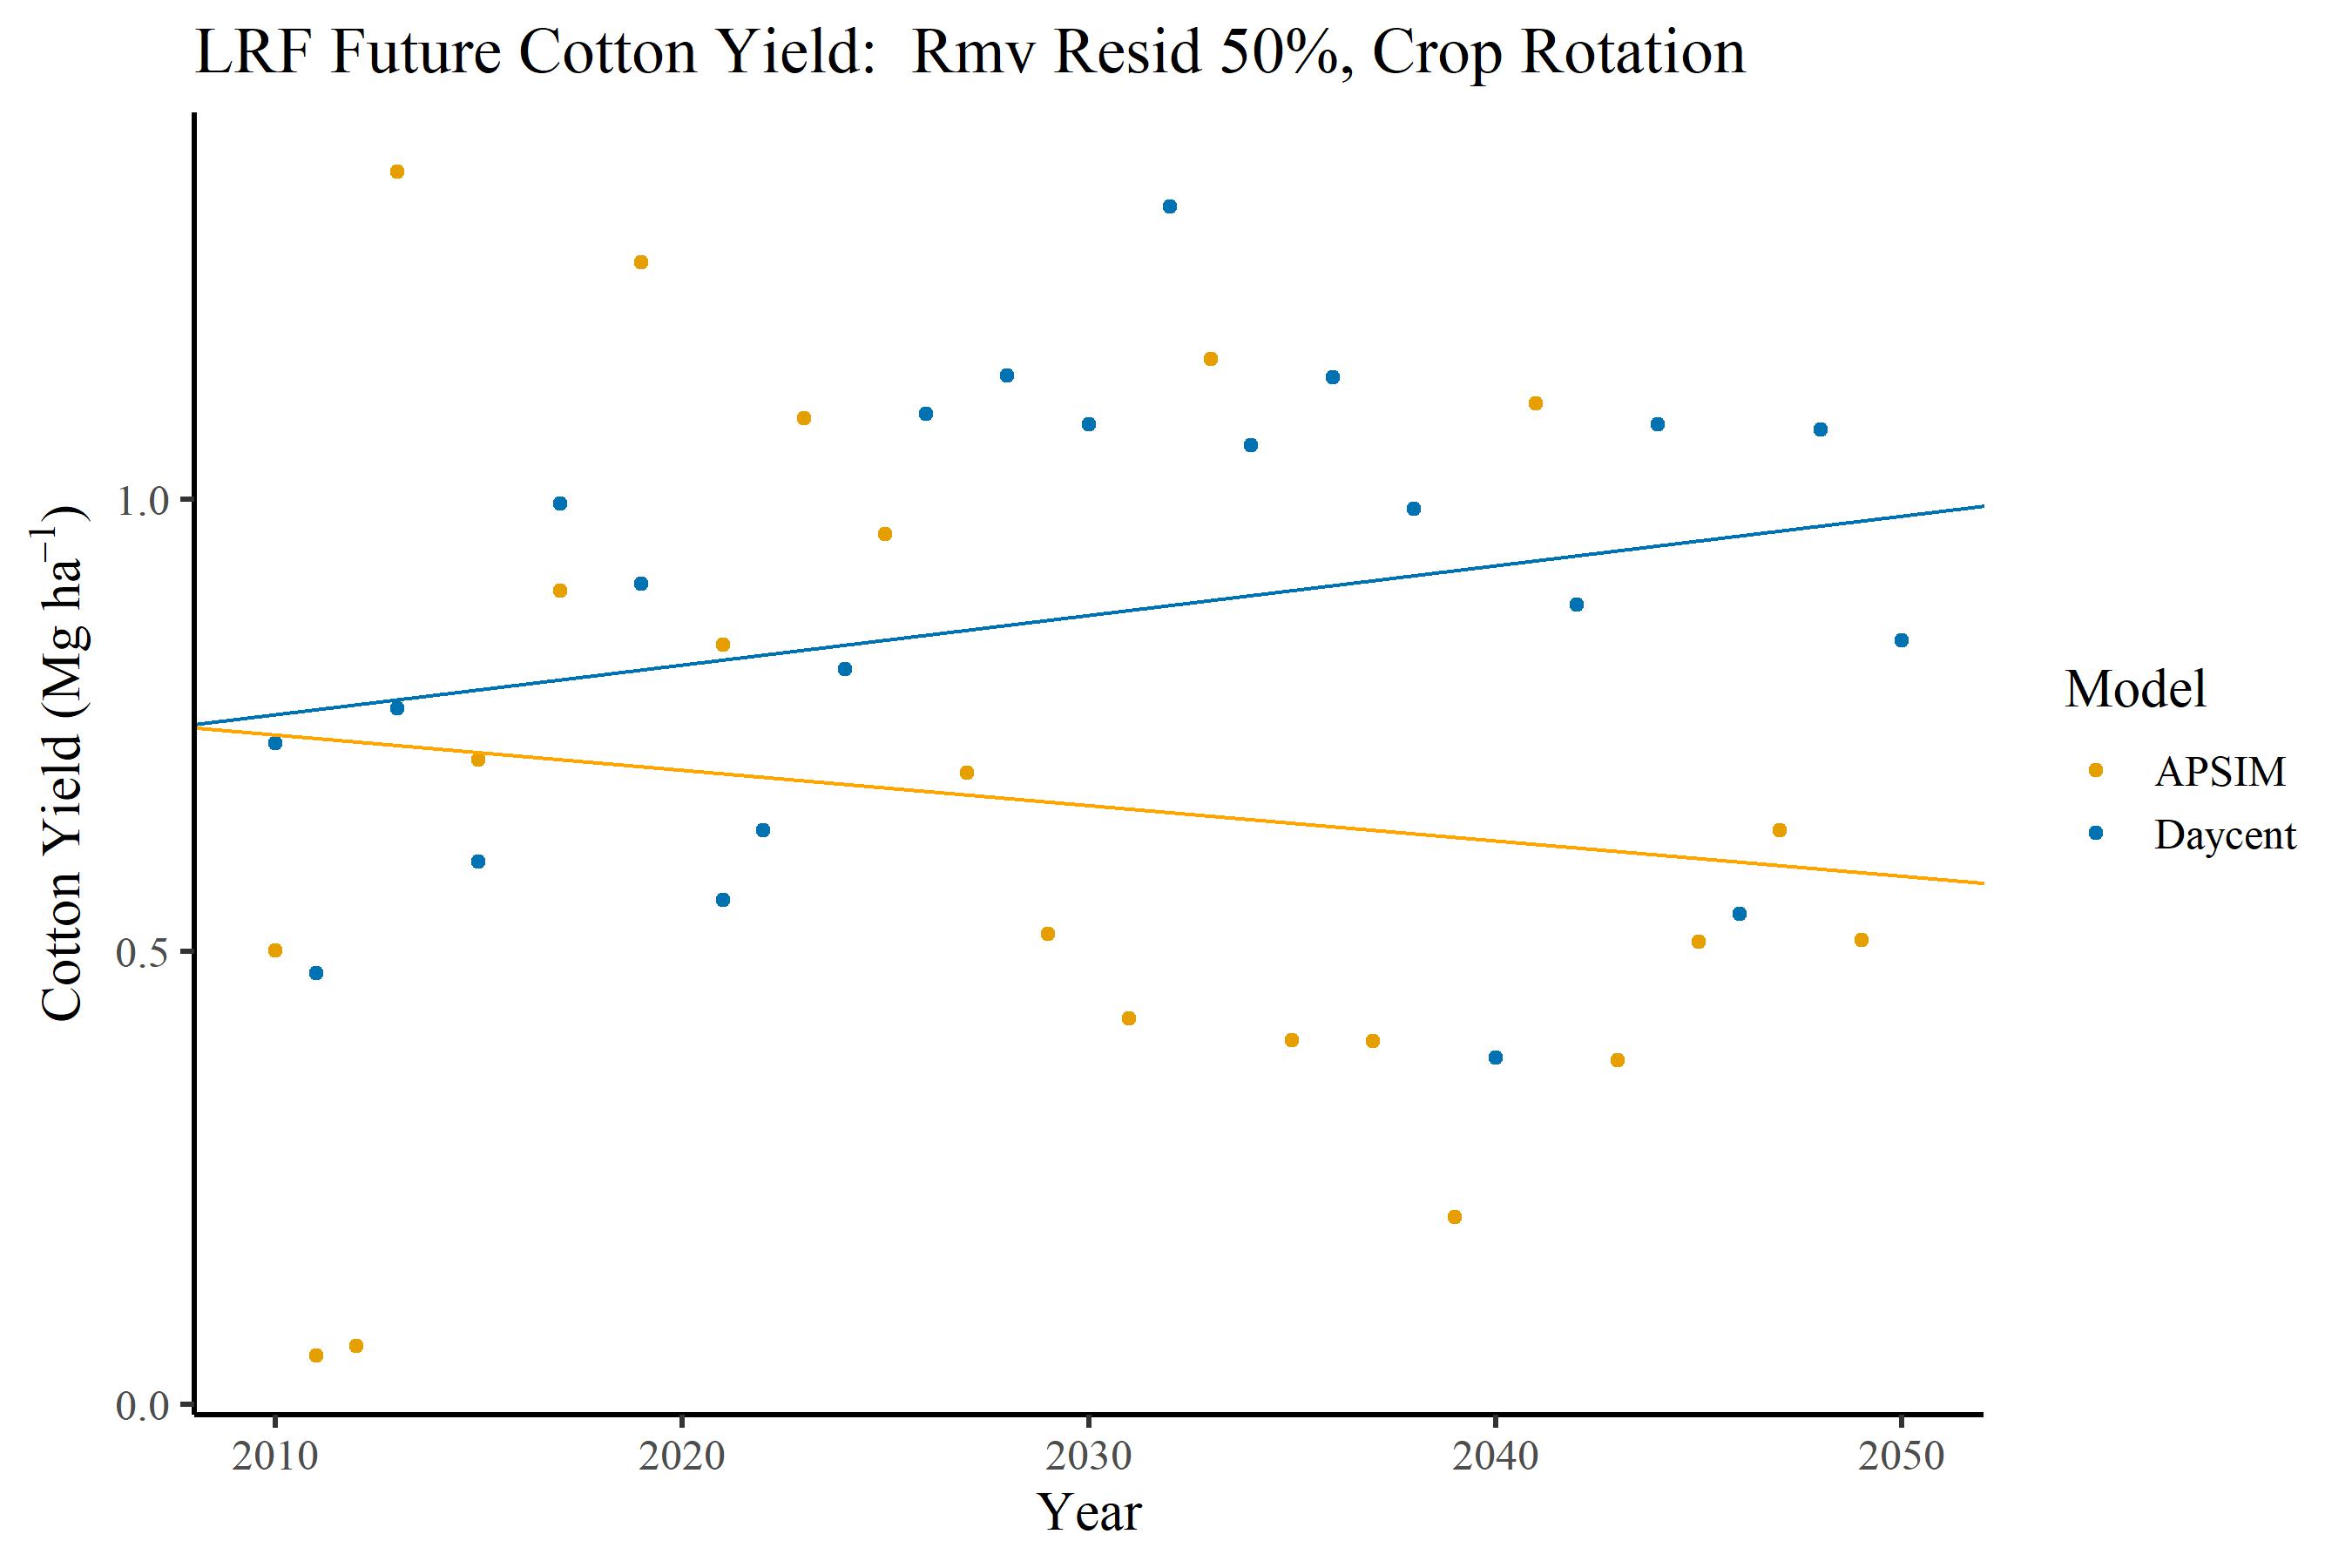 LRF Future Cotton Yield:  Rmv Resid 50%, Crop Rotation
Cotton Yield (Mg ha⁻¹)
1.0
0.5
0.0
2010 2020 2030 2040 2050
Year
Model
APSIM
Daycent